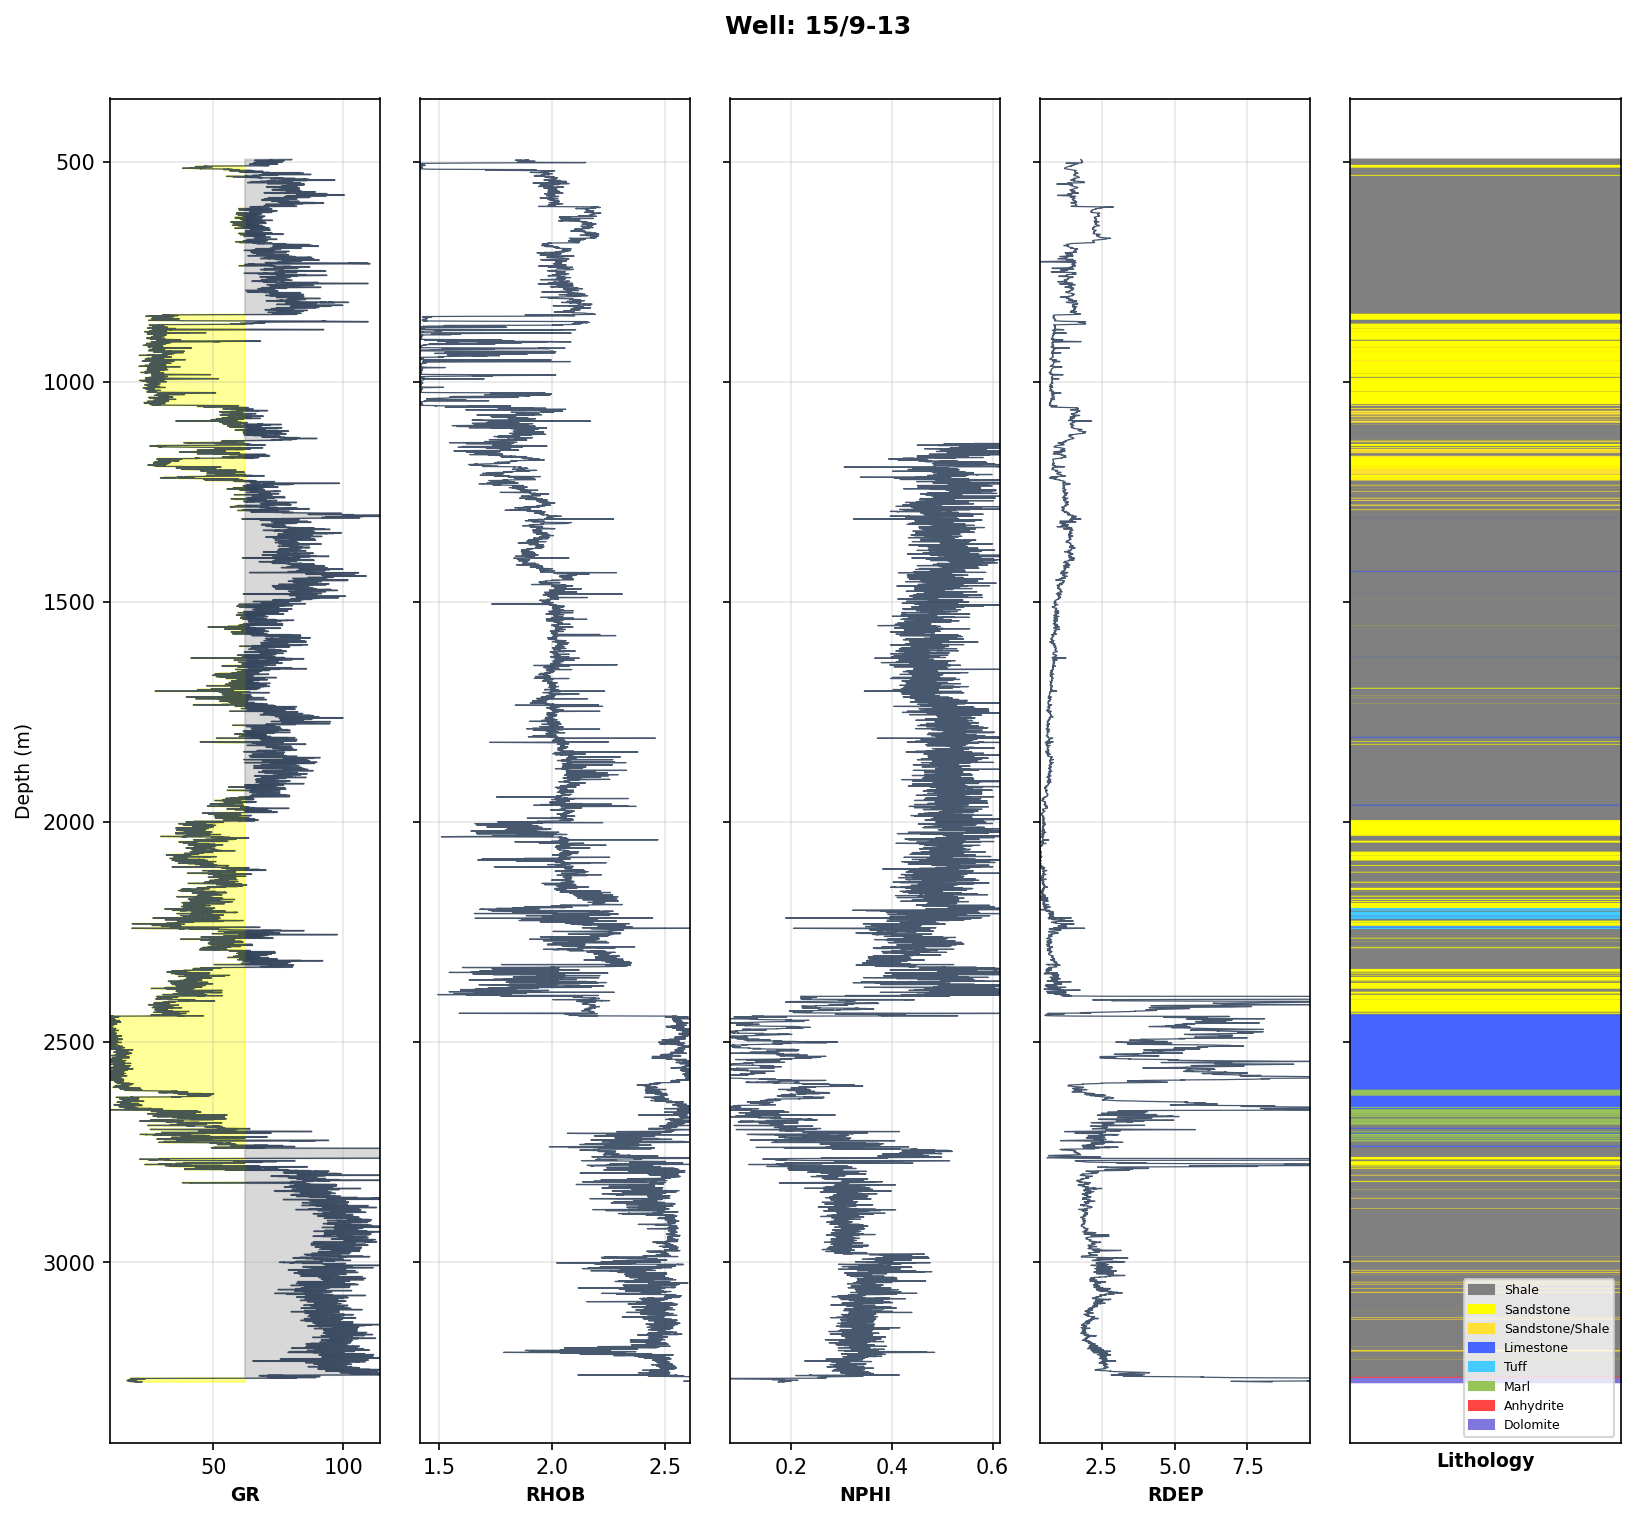 Well: 15/9-13
Depth (m)
500
1000
1500
2000
2500
3000
50 100
GR
1.5 2.0 2.5
RHOB
0.2 0.4 0.6
NPHI
2.5 5.0 7.5
RDEP
Shale
Sandstone
Sandstone/Shale
Limestone
Tuff
Marl
Anhydrite
Dolomite
Lithology